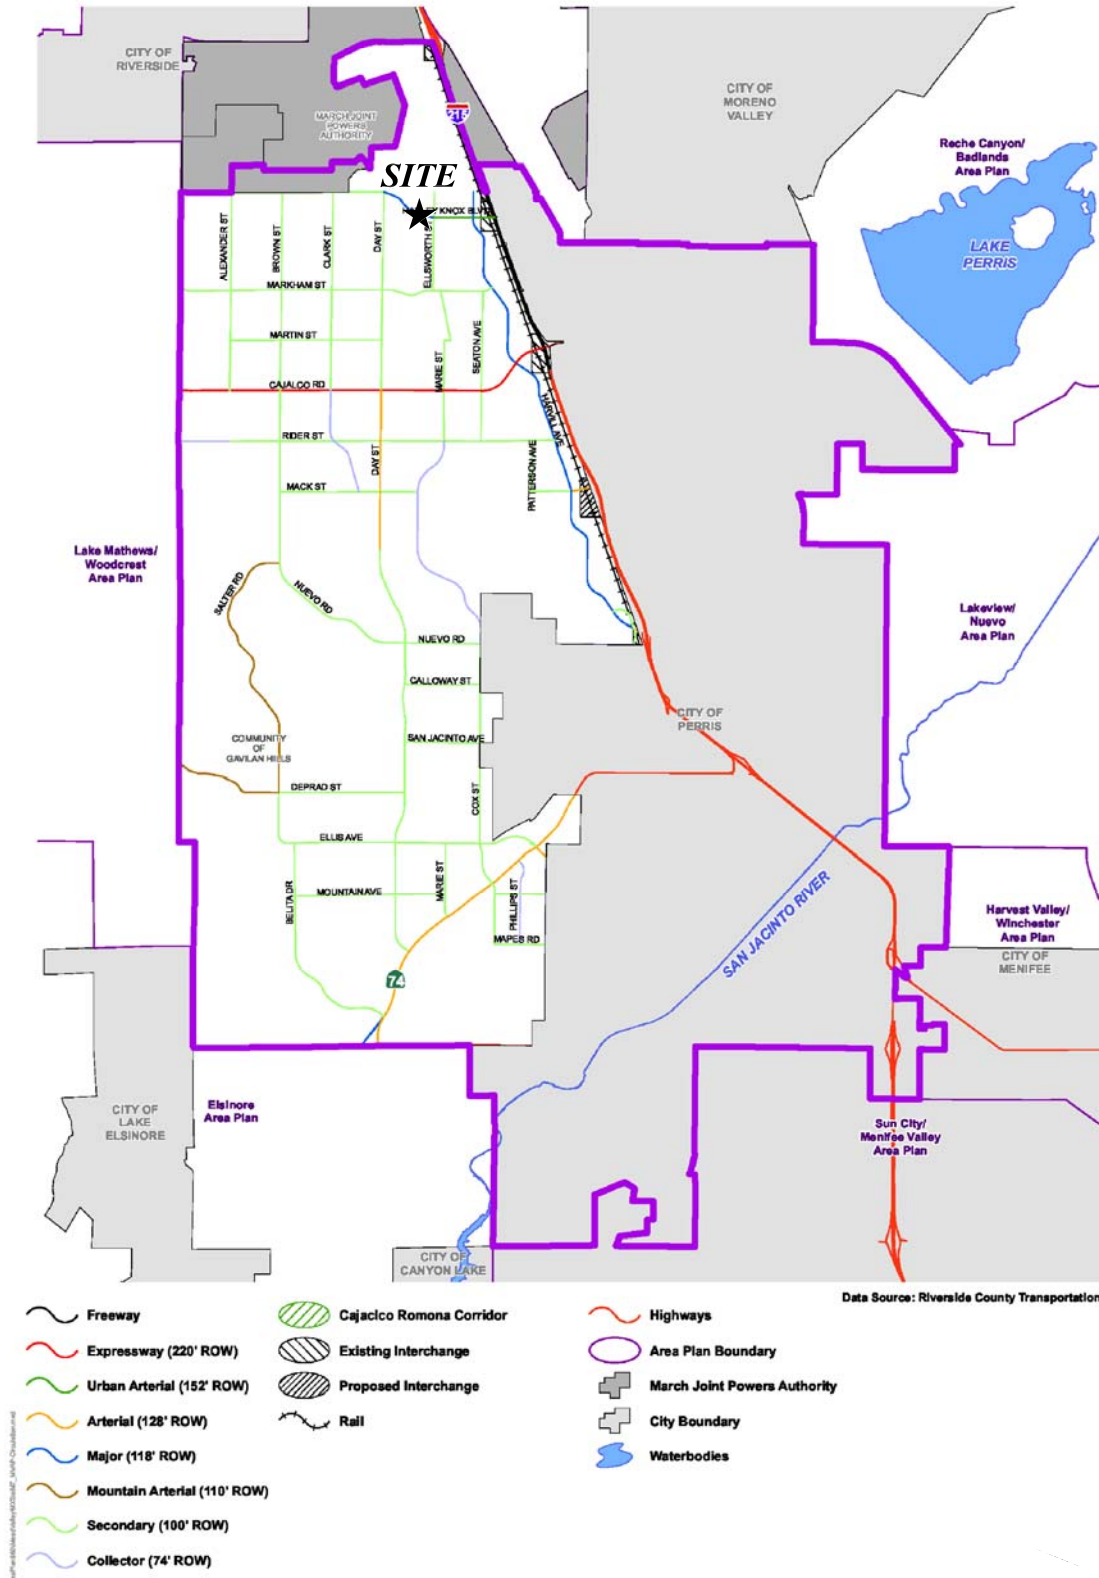 CITY OF
RIVERSIDE
MARCH JOINT
POWERS
AUTHORITY
215
CITY OF
MORENO
VALLEY
Reche Canyon/
Badlands
Area Plan
LAKE
PERRIS
SITE
KNOX BLVD
ALEXANDER ST
BROWN ST
CLARK ST
DAY ST
ELLSWORTH ST
MARKHAM ST
MARTIN ST
MARIE ST
SEATON AVE
CAJALCO RD
HARVILL AVE
RIDER ST
DAY ST
PATTERSON AVE
MACK ST
Lake Mathews/
Woodcrest
Area Plan
SALTER RD
NUEVO RD
NUEVO RD
Lakeview/
Nuevo
Area Plan
CALLOWAY ST
CITY OF
PERRIS
COMMUNITY
OF
GAVILAN HILLS
SAN JACINTO AVE
DEPRAD ST
COX ST
ELLIS AVE
BELITA DR
MOUNTAIN AVE
MARIE ST
PHILLIPS ST
MAPES RD
SAN JACINTO RIVER
Harvest Valley/
Winchester
Area Plan
CITY OF
MENIFEE
74
CITY OF
LAKE
ELSINORE
Elsinore
Area Plan
Sun City/
Menifee Valley
Area Plan
CITY OF
CANYON LAKE
Data Source: Riverside County Transportation
Freeway
Expressway (220' ROW)
Urban Arterial (152' ROW)
Arterial (128' ROW)
Major (118' ROW)
Mountain Arterial (110' ROW)
Secondary (100' ROW)
Collector (74' ROW)
Cajaclco Romona Corridor
Existing Interchange
Proposed Interchange
Rail
Highways
Area Plan Boundary
March Joint Powers Authority
City Boundary
Waterbodies